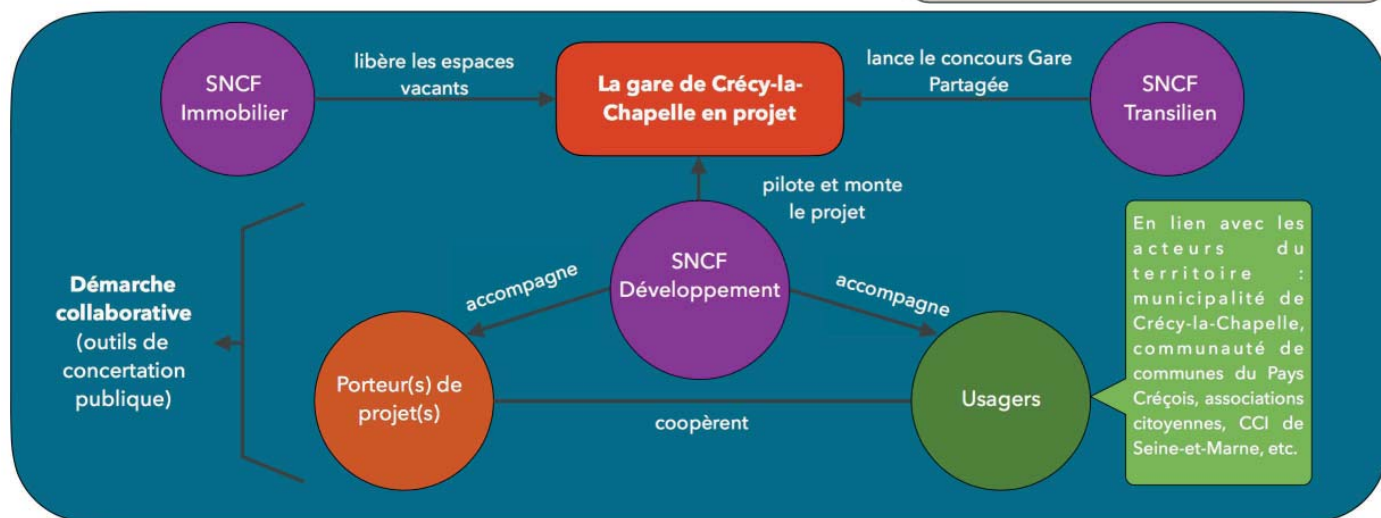 SNCF
Immobilier
libère les espaces
vacants
La gare de Crécy-la-
Chapelle en projet
lance le concours Gare
Partagée
SNCF
Transilien
pilote et monte
le projet
SNCF
Développement
Démarche
collaborative
(outils de
concertation
publique)
accompagne
accompagne
Porteur(s) de
projet(s)
coopèrent
Usagers
En lien avec les
acteurs du
territoire :
municipalité de
Crécy-la-Chapelle,
communauté de
communes du Pays
Créçois, associations
citoyennes, CCI de
Seine-et-Marne, etc.